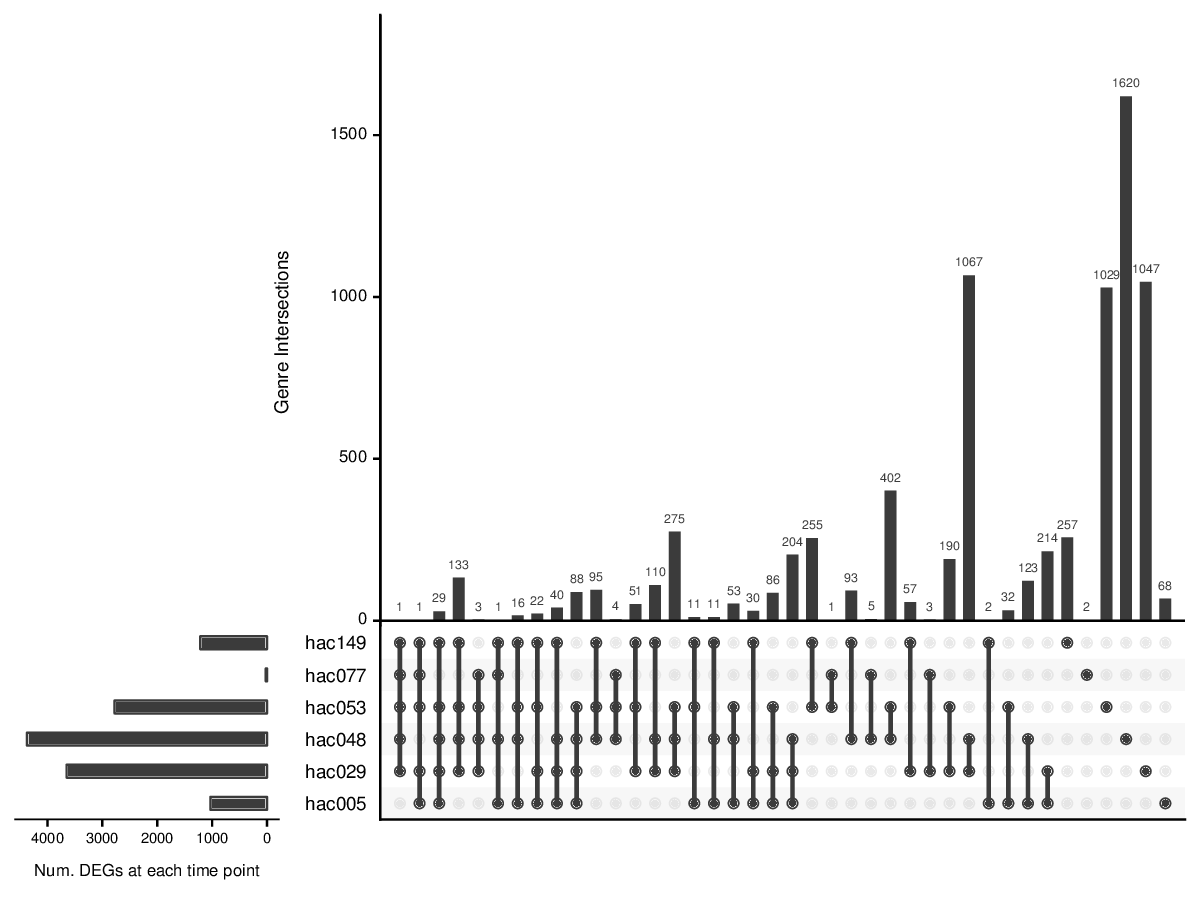 1500
1000
500
0
Genre Intersections
1 1 29 133 3 1 16 22 40 88 95 4 51 110 275 11 11 53 30 86 204 255 1 93 5 402 57 3 190 1067 2 32 123 214 257 2 1029 1620 1047 68
hac149
hac077
hac053
hac048
hac029
hac005
4000 3000 2000 1000 0
Num. DEGs at each time point